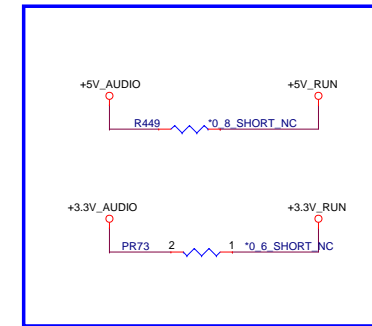 +5V_AUDIO +5V_RUN
R449 *0_8_SHORT_NC
+3.3V_AUDIO +3.3V_RUN
PR73 2 1 *0_6_SHORT_NC